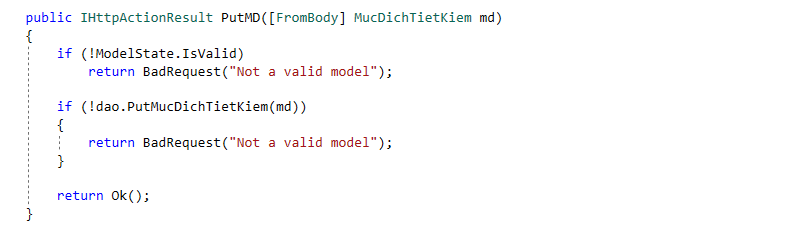 public IHttpActionResult PutMD([FromBody] MucDichTietKiem md)
{
if (!ModelState.IsValid)
return BadRequest("Not a valid model");
if (!dao.PutMucDichTietKiem(md))
{
return BadRequest("Not a valid model");
}
return Ok();
}